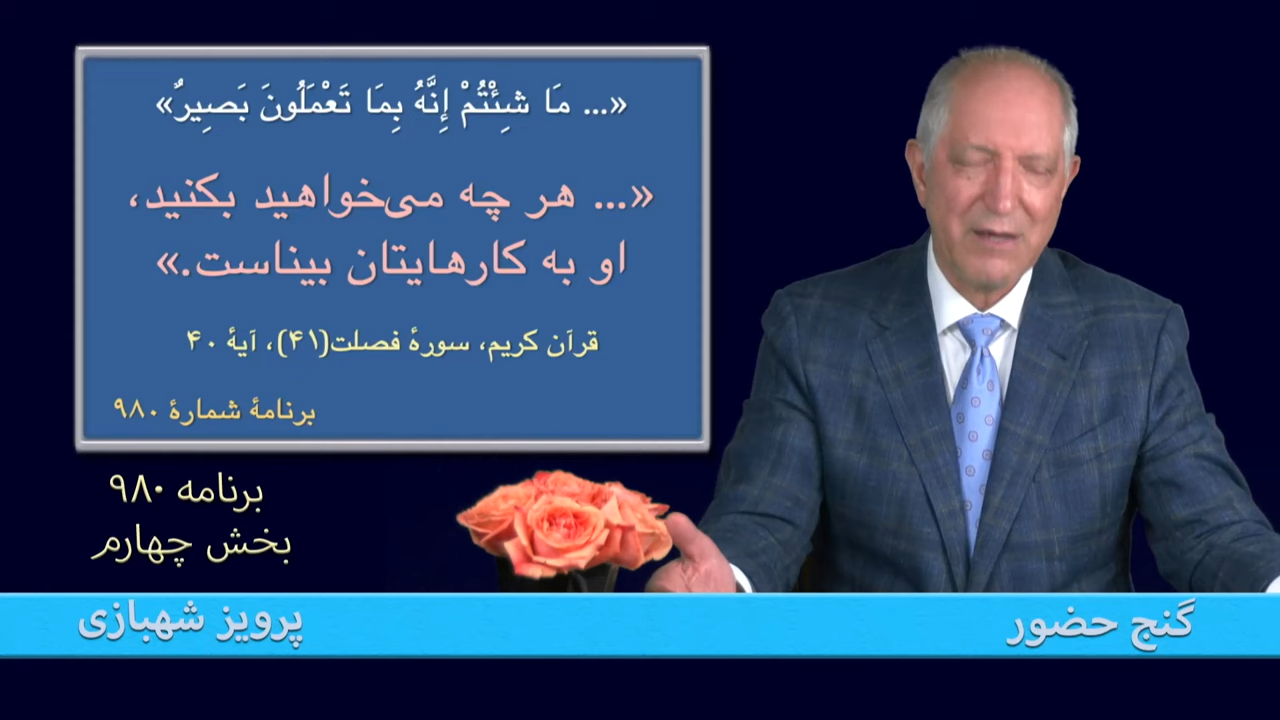 «... مَا شِئْتُمْ إِنَّهُ بِمَا تَعْمَلُونَ بَصِيرٌ»
«... هر چه می‌خواهید بکنید،
او به کارهایتان بیناست.»
قرآن کریم، سورهٔ فصلت(۴۱)، آیهٔ ۴۰
برنامهٔ شمارهٔ ۹۸۰
برنامه ۹۸۰
بخش چهارم
گنج حضور
پرویز شهبازی